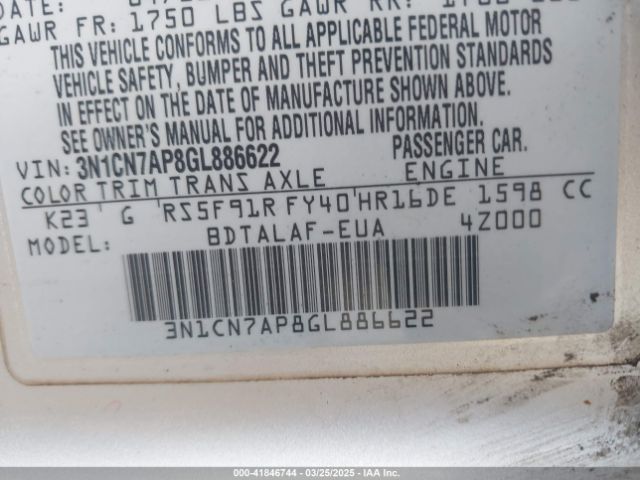 DATE:
GAWR FR: 1750 LBS GAWR RR:
THIS VEHICLE CONFORMS TO ALL APPLICABLE FEDERAL MOTOR
VEHICLE SAFETY, BUMPER AND THEFT PREVENTION STANDARDS
IN EFFECT ON THE DATE OF MANUFACTURE SHOWN ABOVE.
SEE OWNER'S MANUAL FOR ADDITIONAL INFORMATION.
VIN: 3N1CN7AP8GL886622 PASSENGER CAR.
COLOR TRIM TRANS AXLE ENGINE
K23 G RS5F91R FY40 HR16DE 1598 CC
MODEL: BDTALAF-EUA 4Z000
3N1CN7AP8GL886622
000-41846744 — 03/25/2025 — IAA Inc.